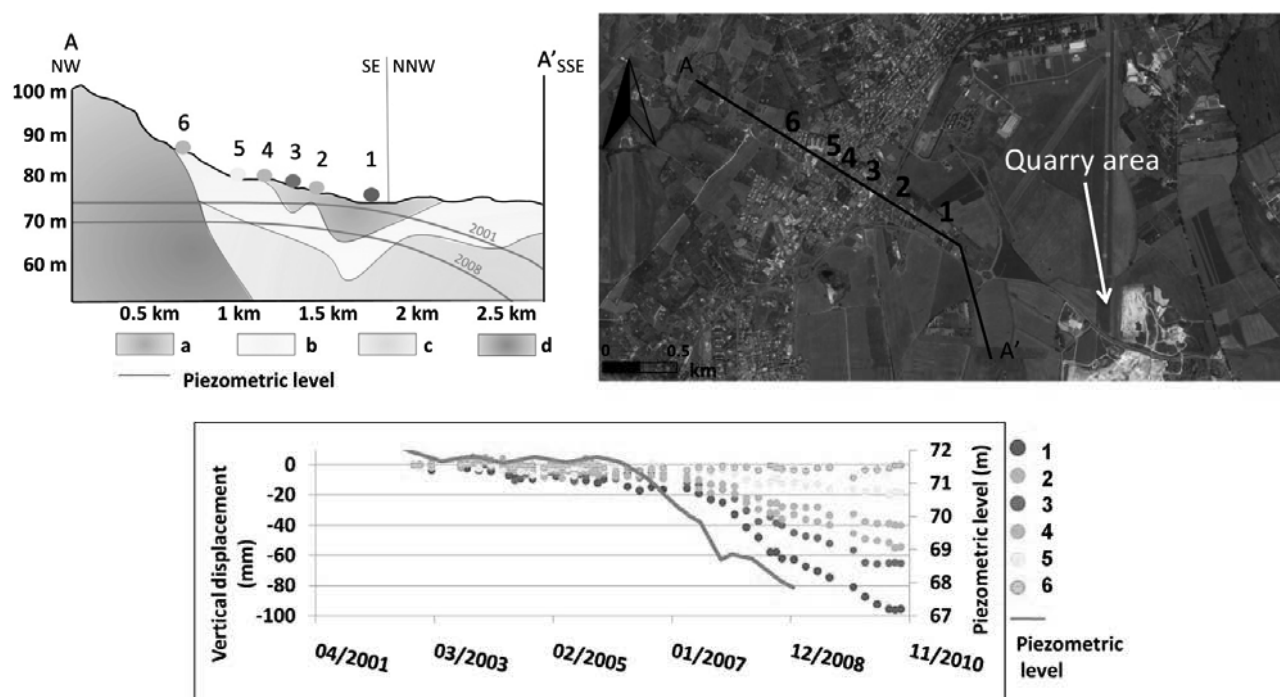 A
NW
SE NNW
A' SSE
100 m
90 m
80 m
70 m
60 m
6
5 4 3 2 1
2001
2008
0.5 km 1 km 1.5 km 2 km 2.5 km
a b c d
Piezometric level
A
6
5
4
3
2
1
A'
Quarry area
0 0.5
km
Vertical displacement
(mm)
0
-20
-40
-60
-80
-100
04/2001 03/2003 02/2005 01/2007 12/2008 11/2010
72
71
70
69
68
67
Piezometric level (m)
1
2
3
4
5
6
Piezometric
level